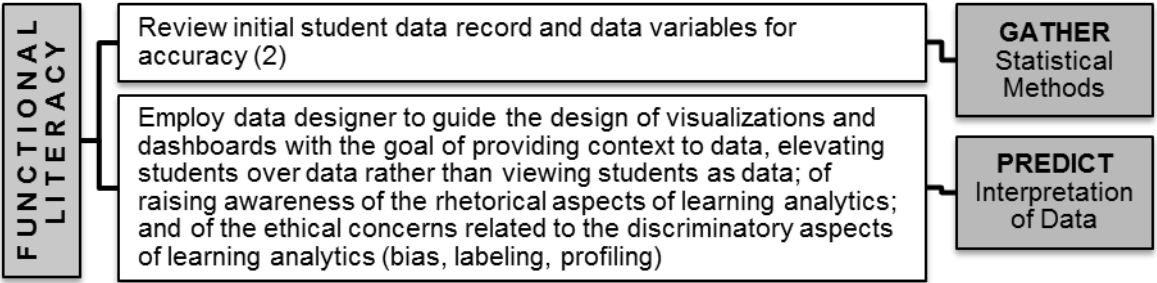 FUNCTIONAL
LITERACY
Review initial student data record and data variables for
accuracy (2)
GATHER
Statistical
Methods
Employ data designer to guide the design of visualizations and
dashboards with the goal of providing context to data, elevating
students over data rather than viewing students as data; of
raising awareness of the rhetorical aspects of learning analytics;
and of the ethical concerns related to the discriminatory aspects
of learning analytics (bias, labeling, profiling)
PREDICT
Interpretation
of Data